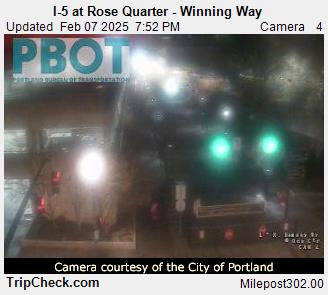 I-5 at Rose Quarter - Winning Way
Updated Feb 07 2025 7:52 PM Camera 4
PBOT
PORTLAND BUREAU OF TRANSPORTATION
Camera courtesy of the City of Portland
TripCheck.com Milepost302.00